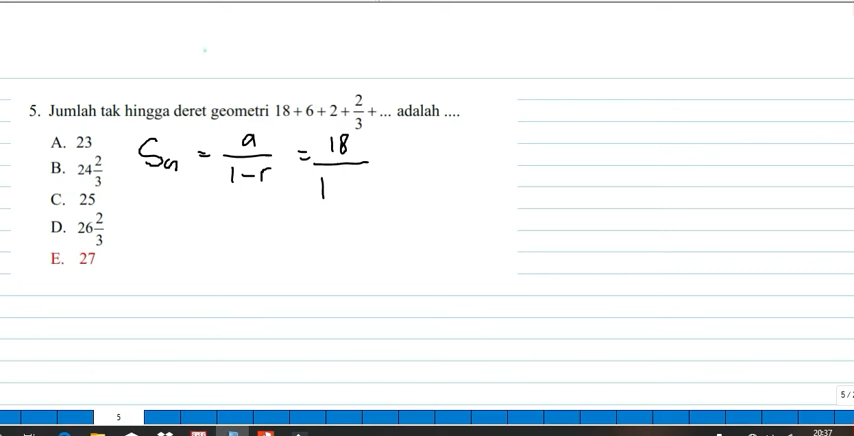 5. Jumlah tak hingga deret geometri 18 + 6 + 2 + 2/3 + ... adalah ....
A. 23
B. 24 2/3
C. 25
D. 26 2/3
E. 27
= a / 1-r = 18 / 1
5
5/
20:37